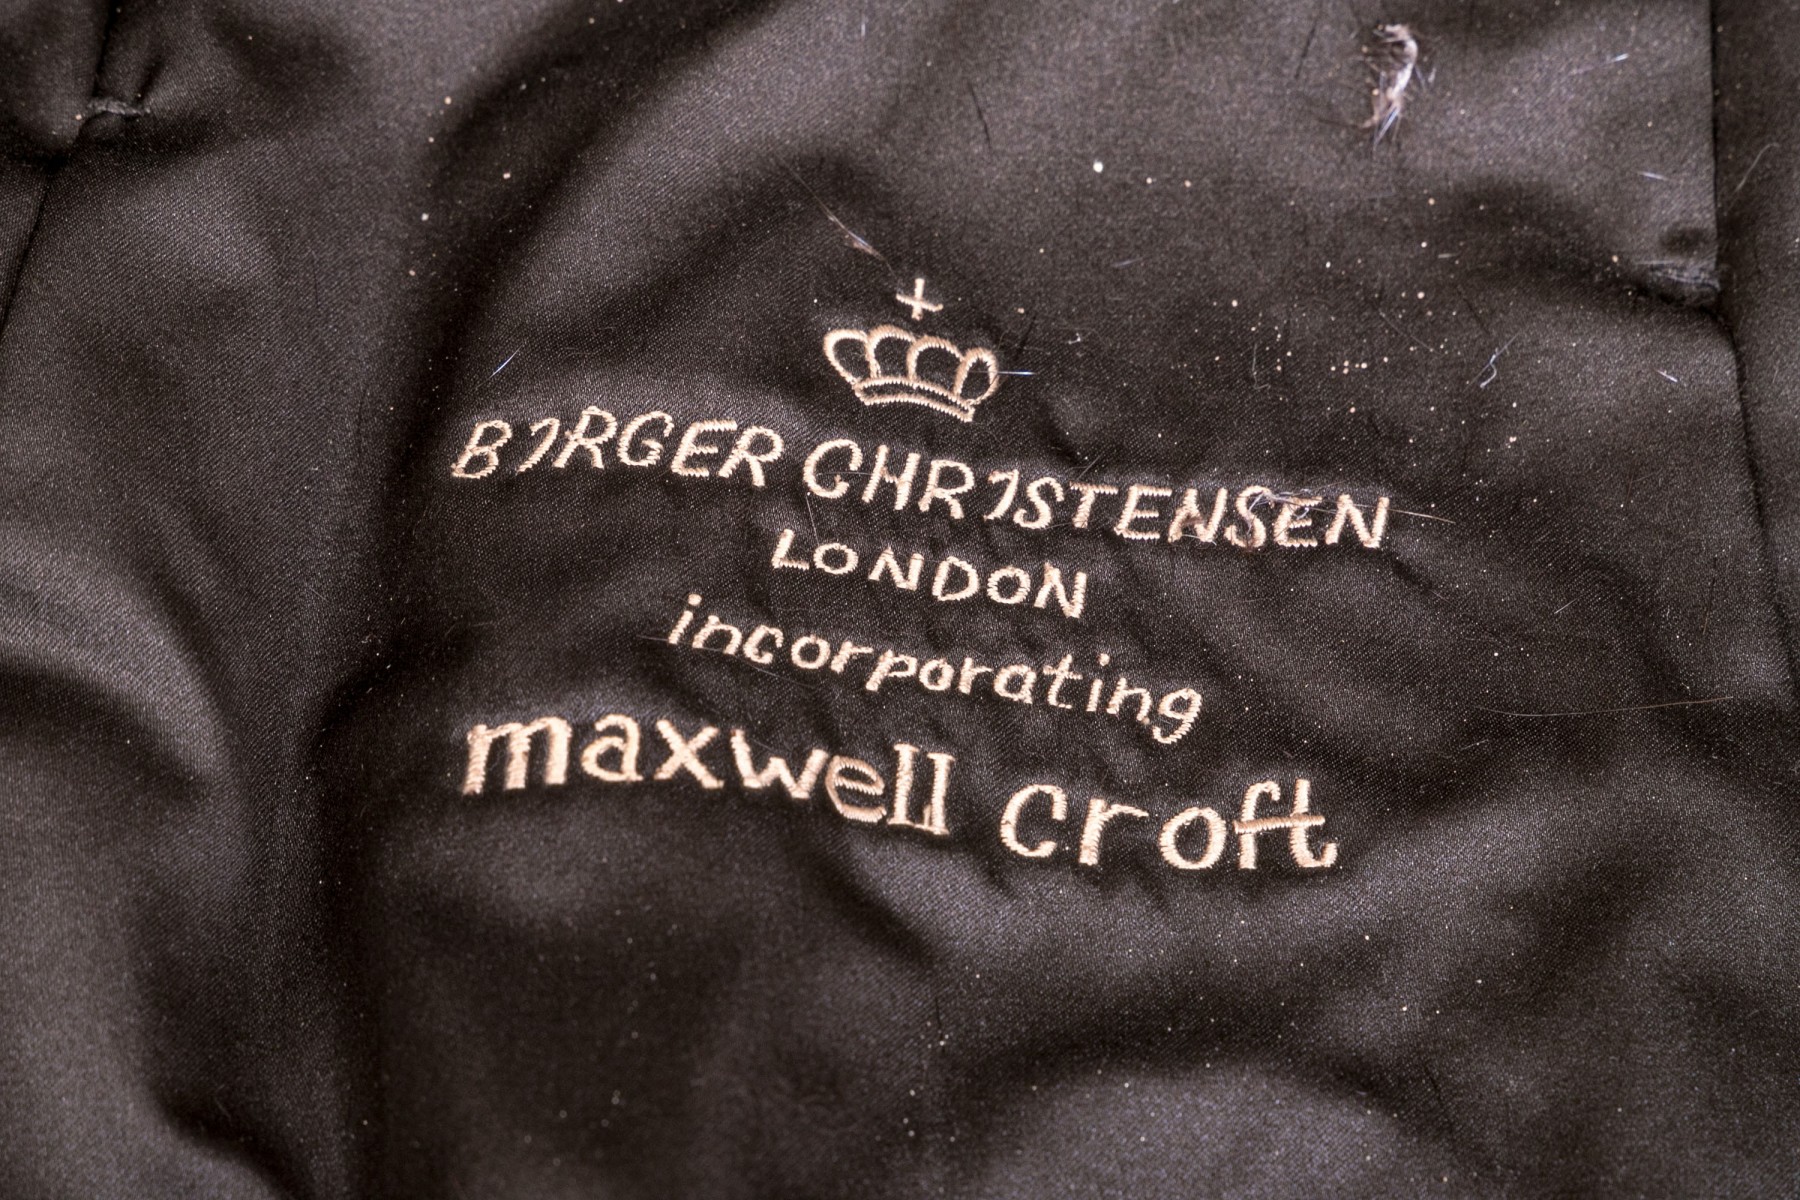 BIRGER CHRISTENSEN
LONDON
incorporating
maxwell croft